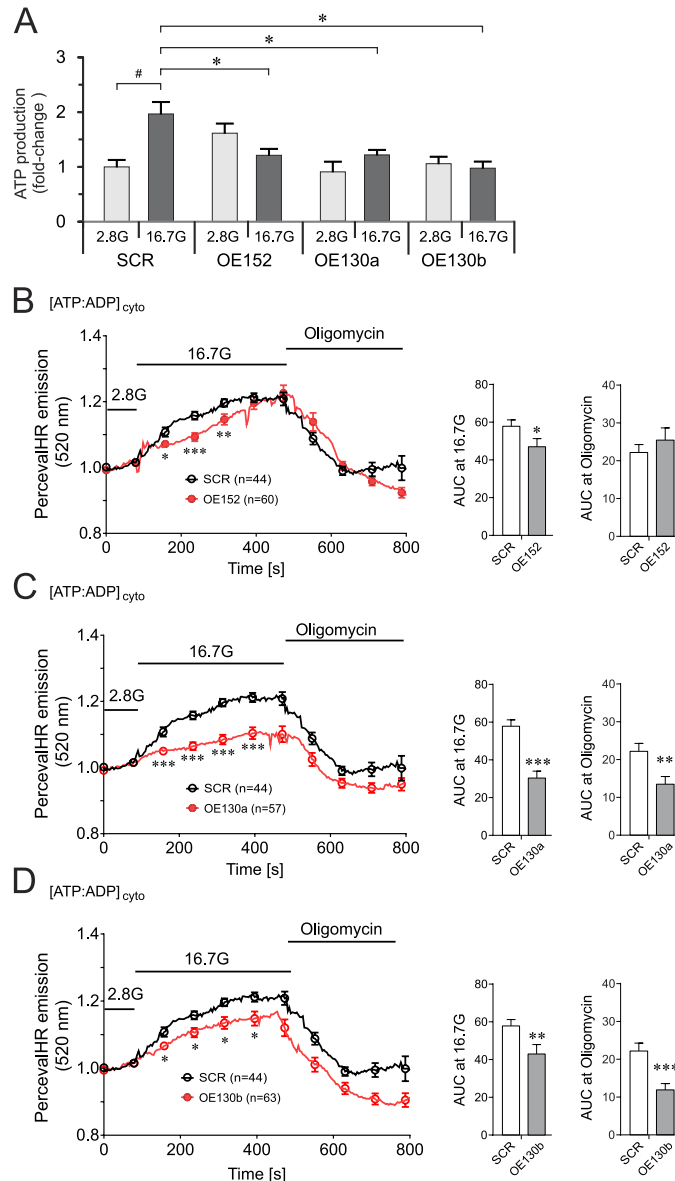 A
*
*
*
#
ATP production
(fold-change )
3
2
1
0
2.8G 16.7G 2.8G 16.7G 2.8G 16.7G 2.8G 16.7G
SCR OE152 OE130a OE130b
B
[ATP:ADP]cyto
PercevalHR emission
(520 nm)
1.4
1.2
1.0
0.8
2.8G
16.7G
Oligomycin
* *** **
SCR (n=44)
OE152 (n=60)
0 200 400 600 800
Time [s]
AUC at 16.7G
80
60
40
20
0
*
SCR
OE152
AUC at Oligomycin
40
30
20
10
0
SCR
OE152
C
[ATP:ADP]cyto
PercevalHR emission
(520 nm)
1.4
1.2
1.0
0.8
2.8G
16.7G
Oligomycin
*** *** *** ***
SCR (n=44)
OE130a (n=57)
0 200 400 600 800
Time [s]
AUC at 16.7G
80
60
40
20
0
***
SCR
OE130a
AUC at Oligomycin
40
30
20
10
0
**
SCR
OE130a
D
[ATP:ADP]cyto
PercevalHR emission
(520 nm)
1.4
1.2
1.0
0.8
2.8G
16.7G
Oligomycin
* * * *
SCR (n=44)
OE130b (n=63)
0 200 400 600 800
Time [s]
AUC at 16.7G
80
60
40
20
0
**
SCR
OE130b
AUC at Oligomycin
40
30
20
10
0
***
SCR
OE130b